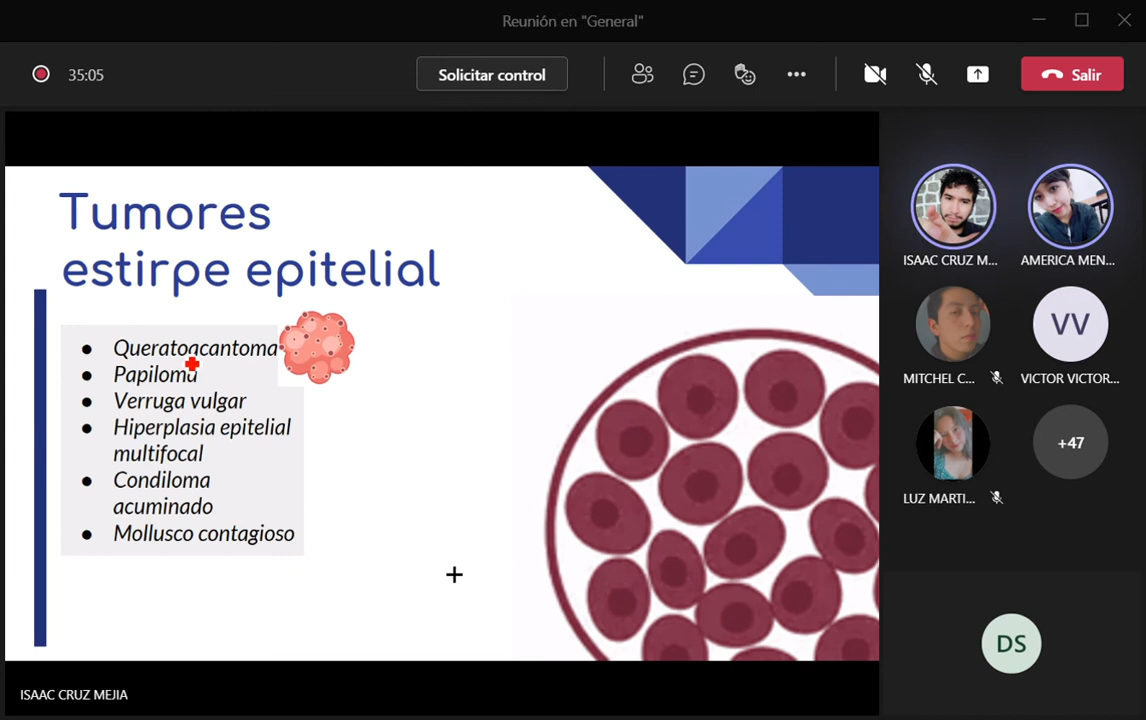 Reunión en "General"
35:05
Solicitar control
Salir
Tumores
estirpe epitelial
● Queratoacantoma
● Papiloma
● Verruga vulgar
● Hiperplasia epitelial
multifocal
● Condiloma
acuminado
● Mollusco contagioso
ISAAC CRUZ M...
AMERICA MEN...
MITCHEL C...
VV
VICTOR VICTOR...
LUZ MARTI...
+47
DS
ISAAC CRUZ MEJIA